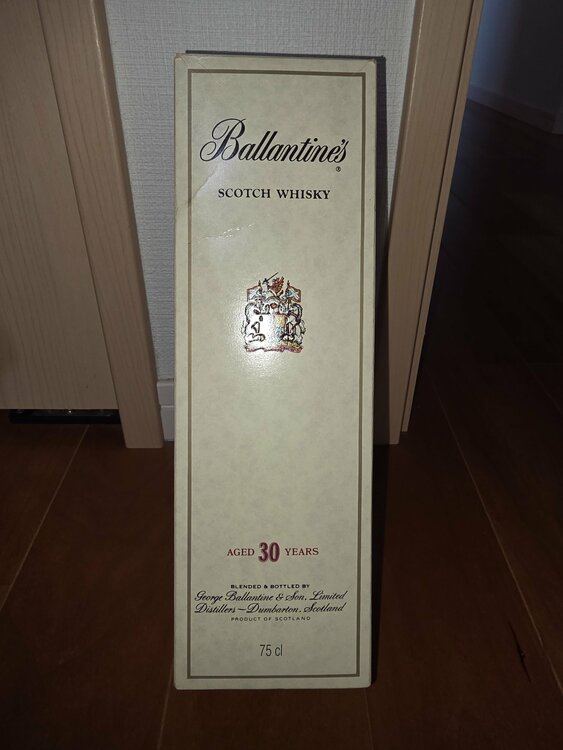 Ballantine's
®
SCOTCH WHISKY
AGED 30 YEARS
BLENDED & BOTTLED BY
George Ballantine & Son, Limited
Distillers – Dumbarton, Scotland
PRODUCT OF SCOTLAND
75 cl